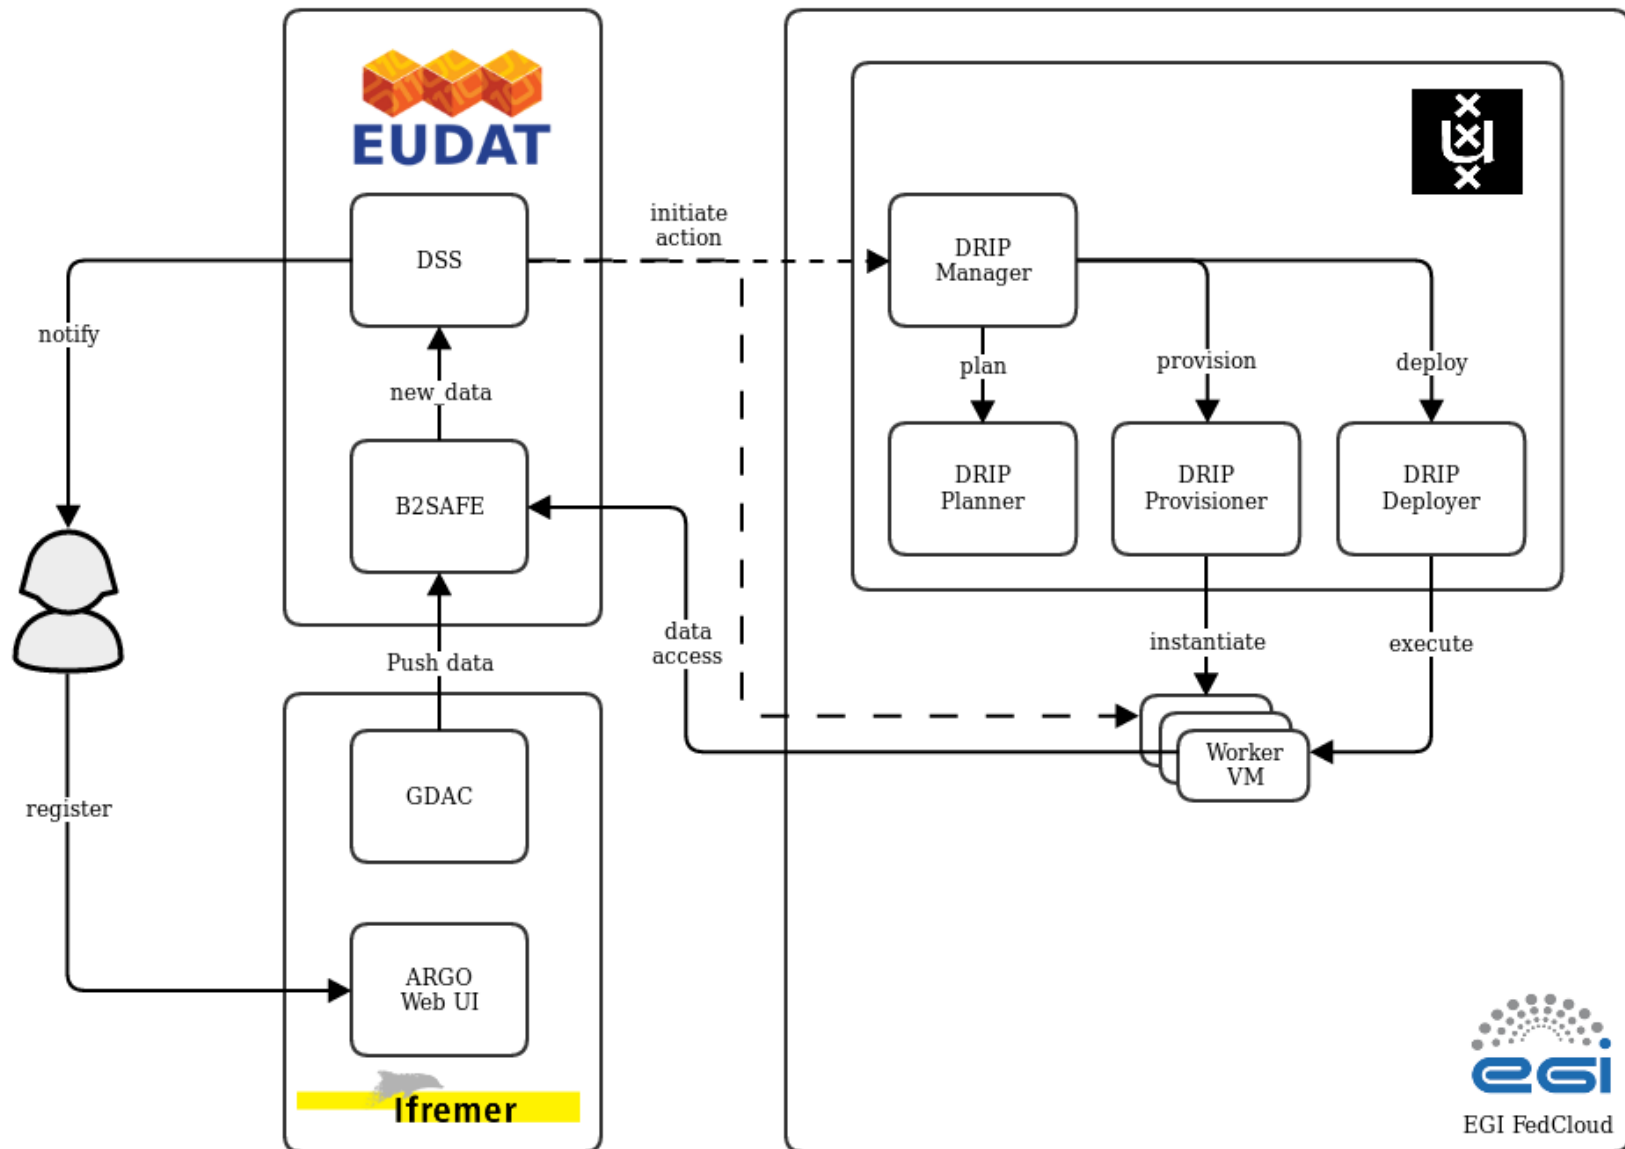 EUDAT
DSS
initiate
action
DRIP
Manager
notify
new_data
plan
provision
deploy
B2SAFE
DRIP
Planner
DRIP
Provisioner
DRIP
Deployer
data
access
Push data
instantiate
execute
Worker
VM
GDAC
register
ARGO
Web UI
Ifremer
egi
EGI FedCloud